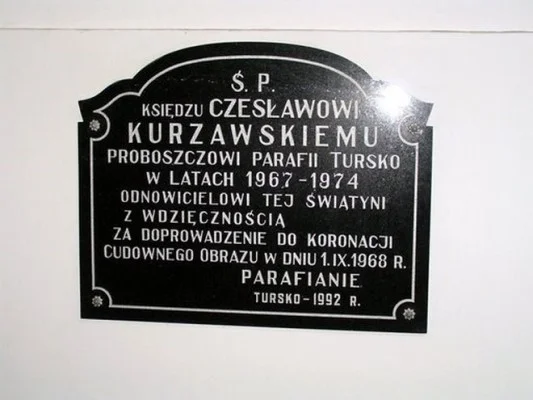 Ś. P.
KSIĘDZU CZESŁAWOWI
KURZAWSKIEMU
PROBOSZCZOWI PARAFII TURSKO
W LATACH 1967-1974
ODNOWICIELOWI TEJ ŚWIĄTYNI
Z WDZIĘCZNOŚCIĄ
ZA DOPROWADZENIE DO KORONACJI
CUDOWNEGO OBRAZU W DNIU 1.IX.1968 R.
PARAFIANIE
TURSKO-1992 R.